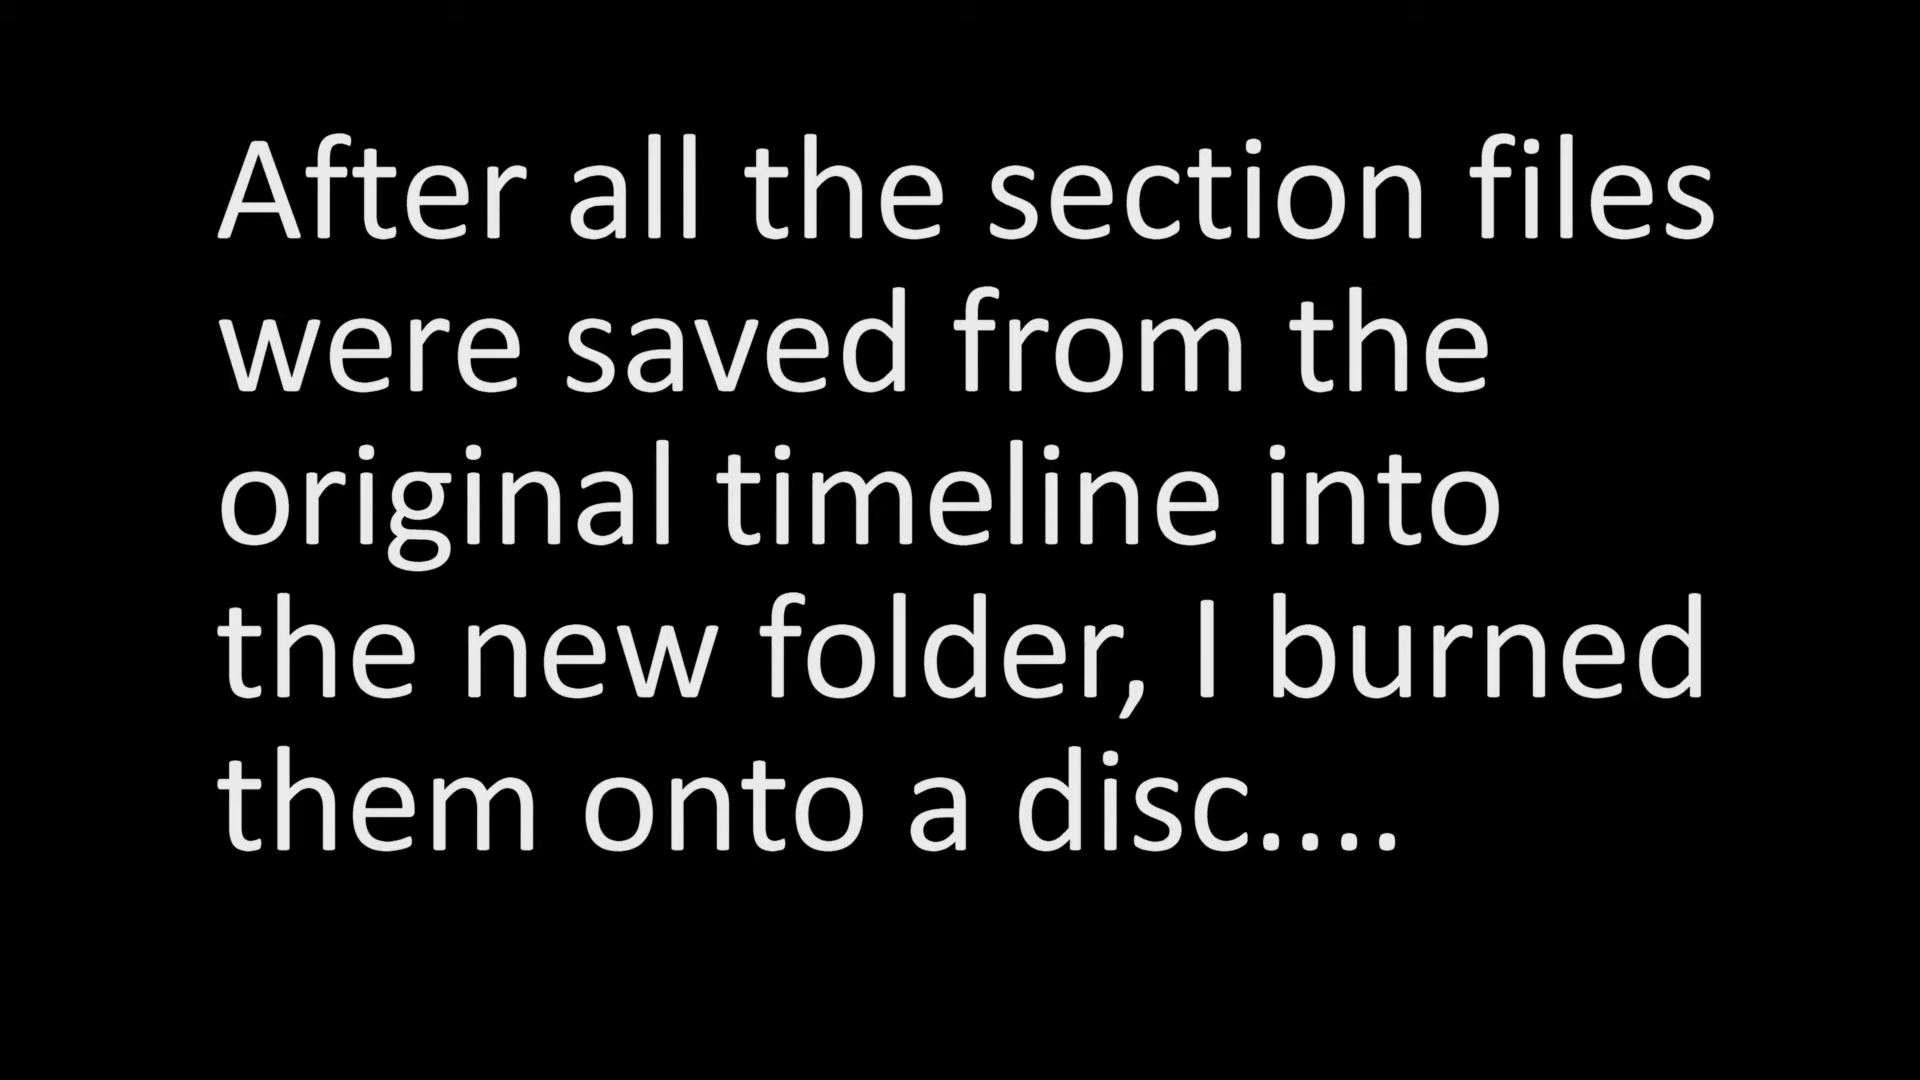 After all the section files
were saved from the
original timeline into
the new folder, I burned
them onto a disc....